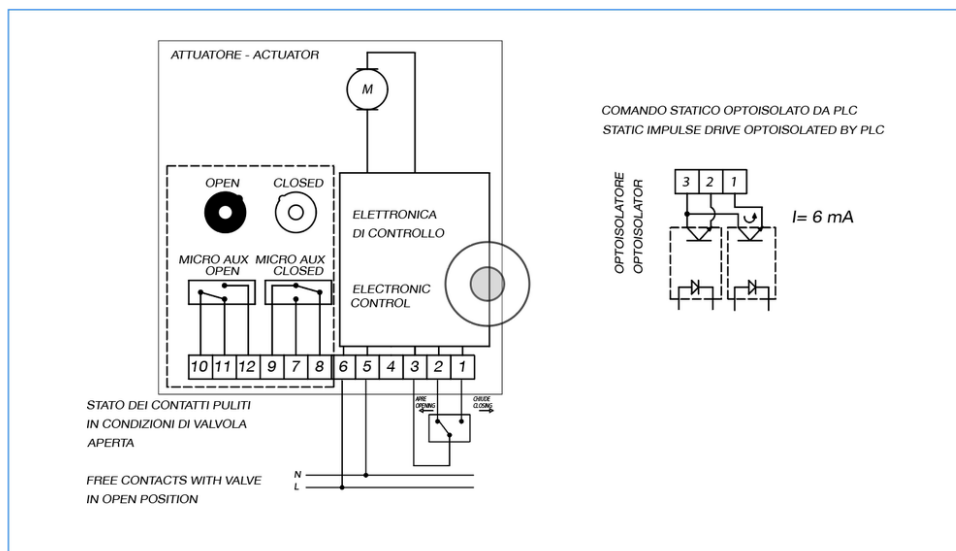 ATTUATORE - ACTUATOR
M
OPEN CLOSED
MICRO AUX OPEN
MICRO AUX CLOSED
ELETTRONICA
DI CONTROLLO
ELECTRONIC
CONTROL
10 11 12 9 7 8 6 5 4 3 2 1
APRE
OPENING
CHIUDE
CLOSING
STATO DEI CONTATTI PULITI
IN CONDIZIONI DI VALVOLA
APERTA
FREE CONTACTS WITH VALVE
IN OPEN POSITION
N
L
COMANDO STATICO OPTOISOLATO DA PLC
STATIC IMPULSE DRIVE OPTOISOLATED BY PLC
OPTOISOLATORE
OPTOISOLATOR
3 2 1
I= 6 mA